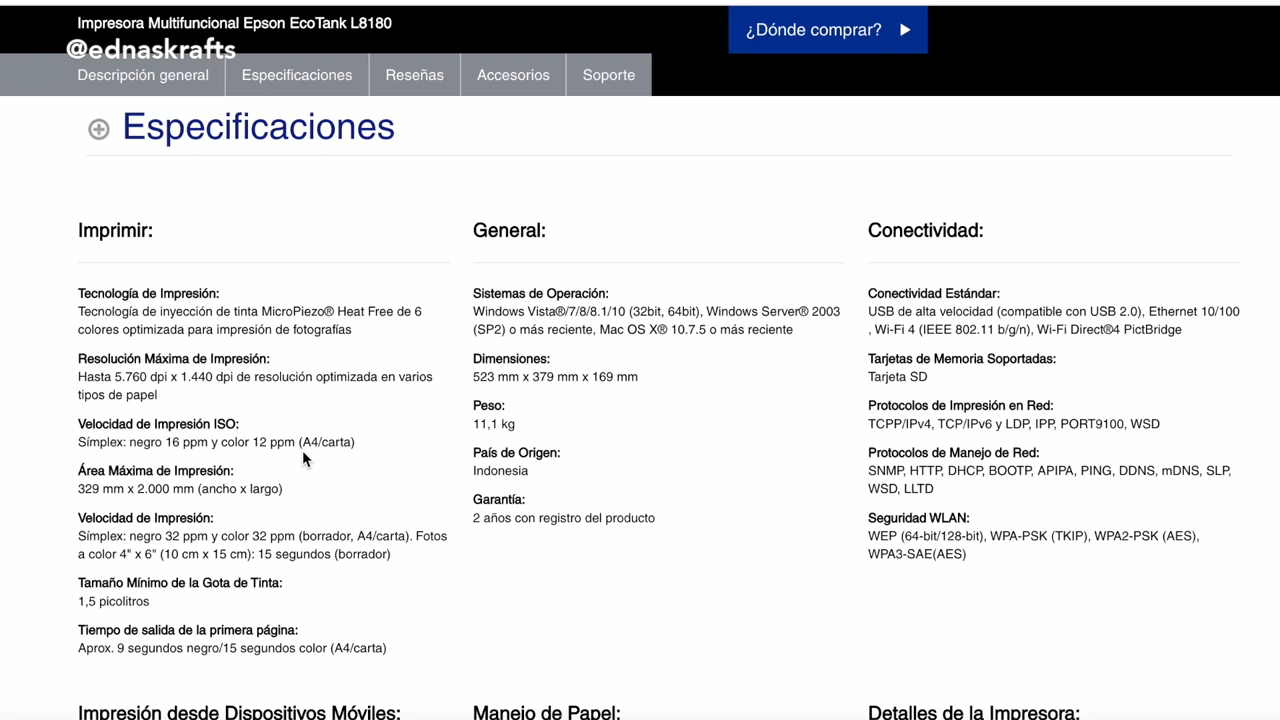 Impresora Multifuncional Epson EcoTank L8180
¿Dónde comprar?
@ednaskrafts
Descripción general
Especificaciones
Reseñas
Accesorios
Soporte
Especificaciones
Imprimir:
Tecnología de Impresión:
Tecnología de inyección de tinta MicroPiezo® Heat Free de 6
colores optimizada para impresión de fotografías
Resolución Máxima de Impresión:
Hasta 5.760 dpi x 1.440 dpi de resolución optimizada en varios
tipos de papel
Velocidad de Impresión ISO:
Símplex: negro 16 ppm y color 12 ppm (A4/carta)
Área Máxima de Impresión:
329 mm x 2.000 mm (ancho x largo)
Velocidad de Impresión:
Símplex: negro 32 ppm y color 32 ppm (borrador, A4/carta). Fotos
a color 4" x 6" (10 cm x 15 cm): 15 segundos (borrador)
Tamaño Mínimo de la Gota de Tinta:
1,5 picolitros
Tiempo de salida de la primera página:
Aprox. 9 segundos negro/15 segundos color (A4/carta)
General:
Sistemas de Operación:
Windows Vista®/7/8/8.1/10 (32bit, 64bit), Windows Server® 2003
(SP2) o más reciente, Mac OS X® 10.7.5 o más reciente
Dimensiones:
523 mm x 379 mm x 169 mm
Peso:
11,1 kg
País de Origen:
Indonesia
Garantía:
2 años con registro del producto
Conectividad:
Conectividad Estándar:
USB de alta velocidad (compatible con USB 2.0), Ethernet 10/100
, Wi-Fi 4 (IEEE 802.11 b/g/n), Wi-Fi Direct®4 PictBridge
Tarjetas de Memoria Soportadas:
Tarjeta SD
Protocolos de Impresión en Red:
TCPP/IPv4, TCP/IPv6 y LDP, IPP, PORT9100, WSD
Protocolos de Manejo de Red:
SNMP, HTTP, DHCP, BOOTP, APIPA, PING, DDNS, mDNS, SLP,
WSD, LLTD
Seguridad WLAN:
WEP (64-bit/128-bit), WPA-PSK (TKIP), WPA2-PSK (AES),
WPA3-SAE(AES)
Impresión desde Dispositivos Móviles:
Manejo de Papel:
Detalles de la Impresora: